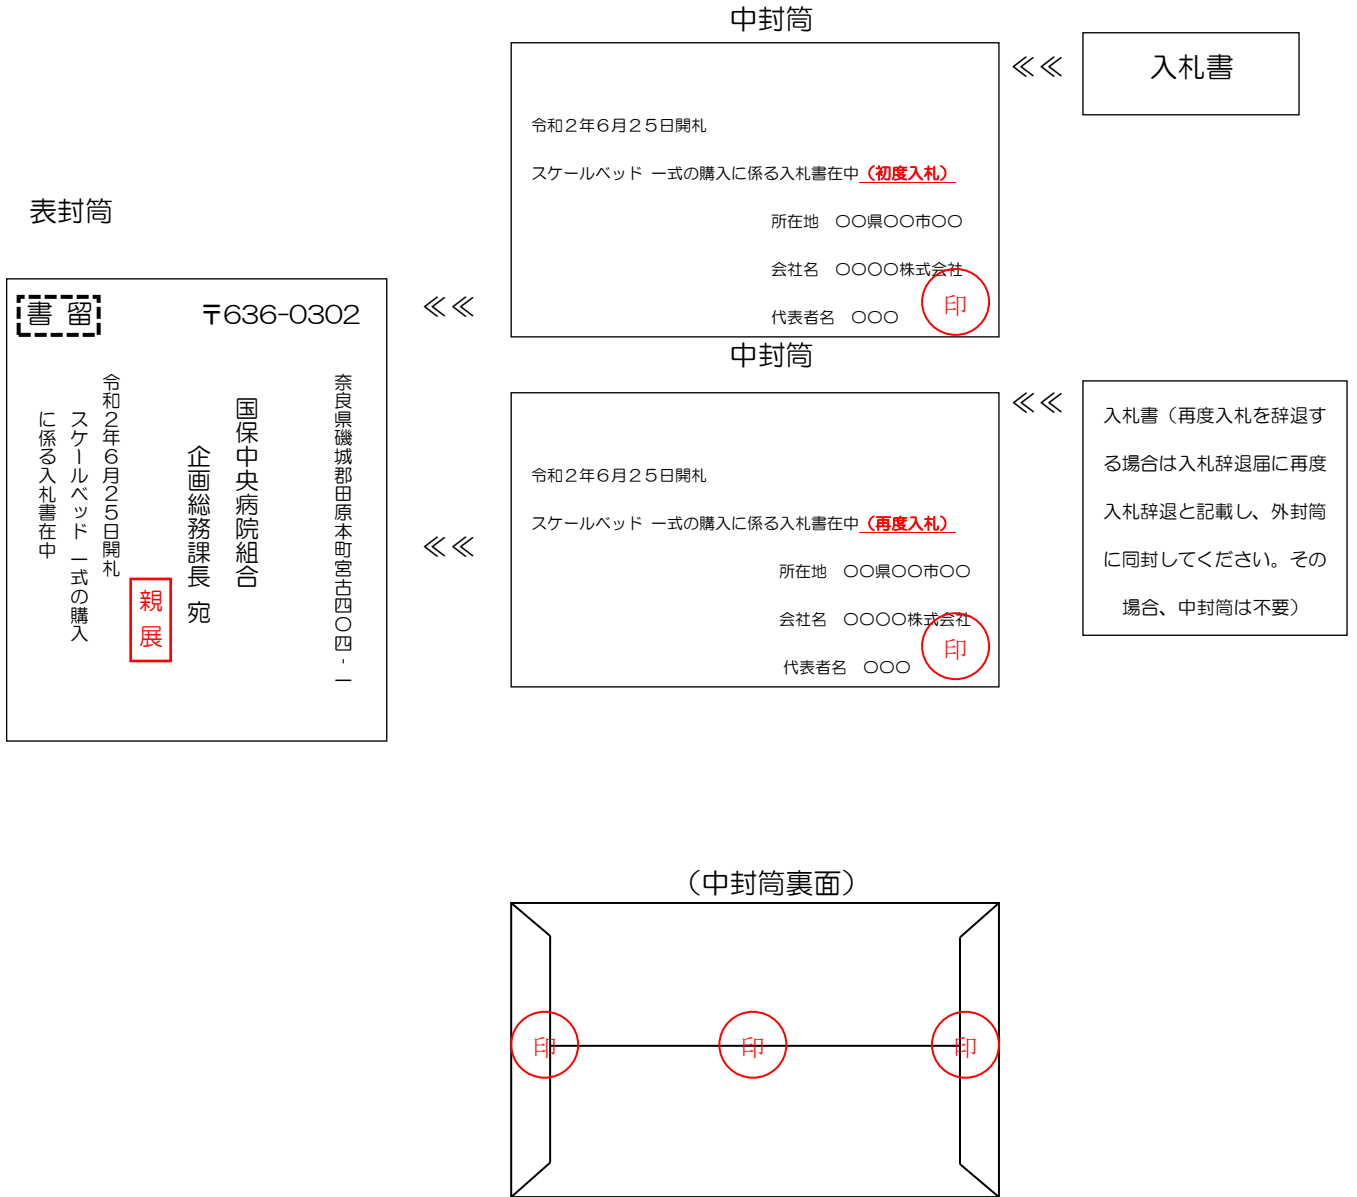 中封筒
≪≪
入札書
令和２年６月２５日開札
スケールベッド 一式の購入に係る入札書在中（初度入札）
所在地　〇〇県〇〇市〇〇
会社名　〇〇〇〇株式会社
代表者名　〇〇〇
印
表封筒
書 留
〒636-0302
奈良県磯城郡田原本町宮古四〇四-一
国保中央病院組合
企画総務課長 宛
親展
令和２年６月２５日開札
スケールベッド 一式の購入
に係る入札書在中
≪≪
≪≪
中封筒
≪≪
令和２年６月２５日開札
スケールベッド 一式の購入に係る入札書在中（再度入札）
所在地　〇〇県〇〇市〇〇
会社名　〇〇〇〇株式会社
代表者名　〇〇〇
印
入札書（再度入札を辞退す
る場合は入札辞退届に再度
入札辞退と記載し、外封筒
に同封してください。その
場合、中封筒は不要）
（中封筒裏面）
印
印
印